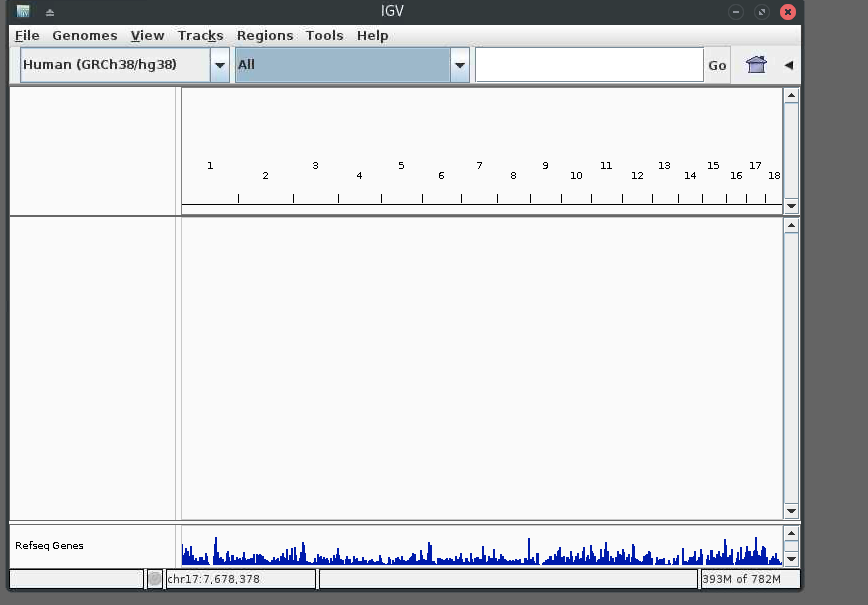 IGV
File Genomes View Tracks Regions Tools Help
Human (GRCh38/hg38) All Go
1 3 5 7 9 11 13 15 17
2 4 6 8 10 12 14 16 18
Refseq Genes
chr17:7,678,378 393M of 782M